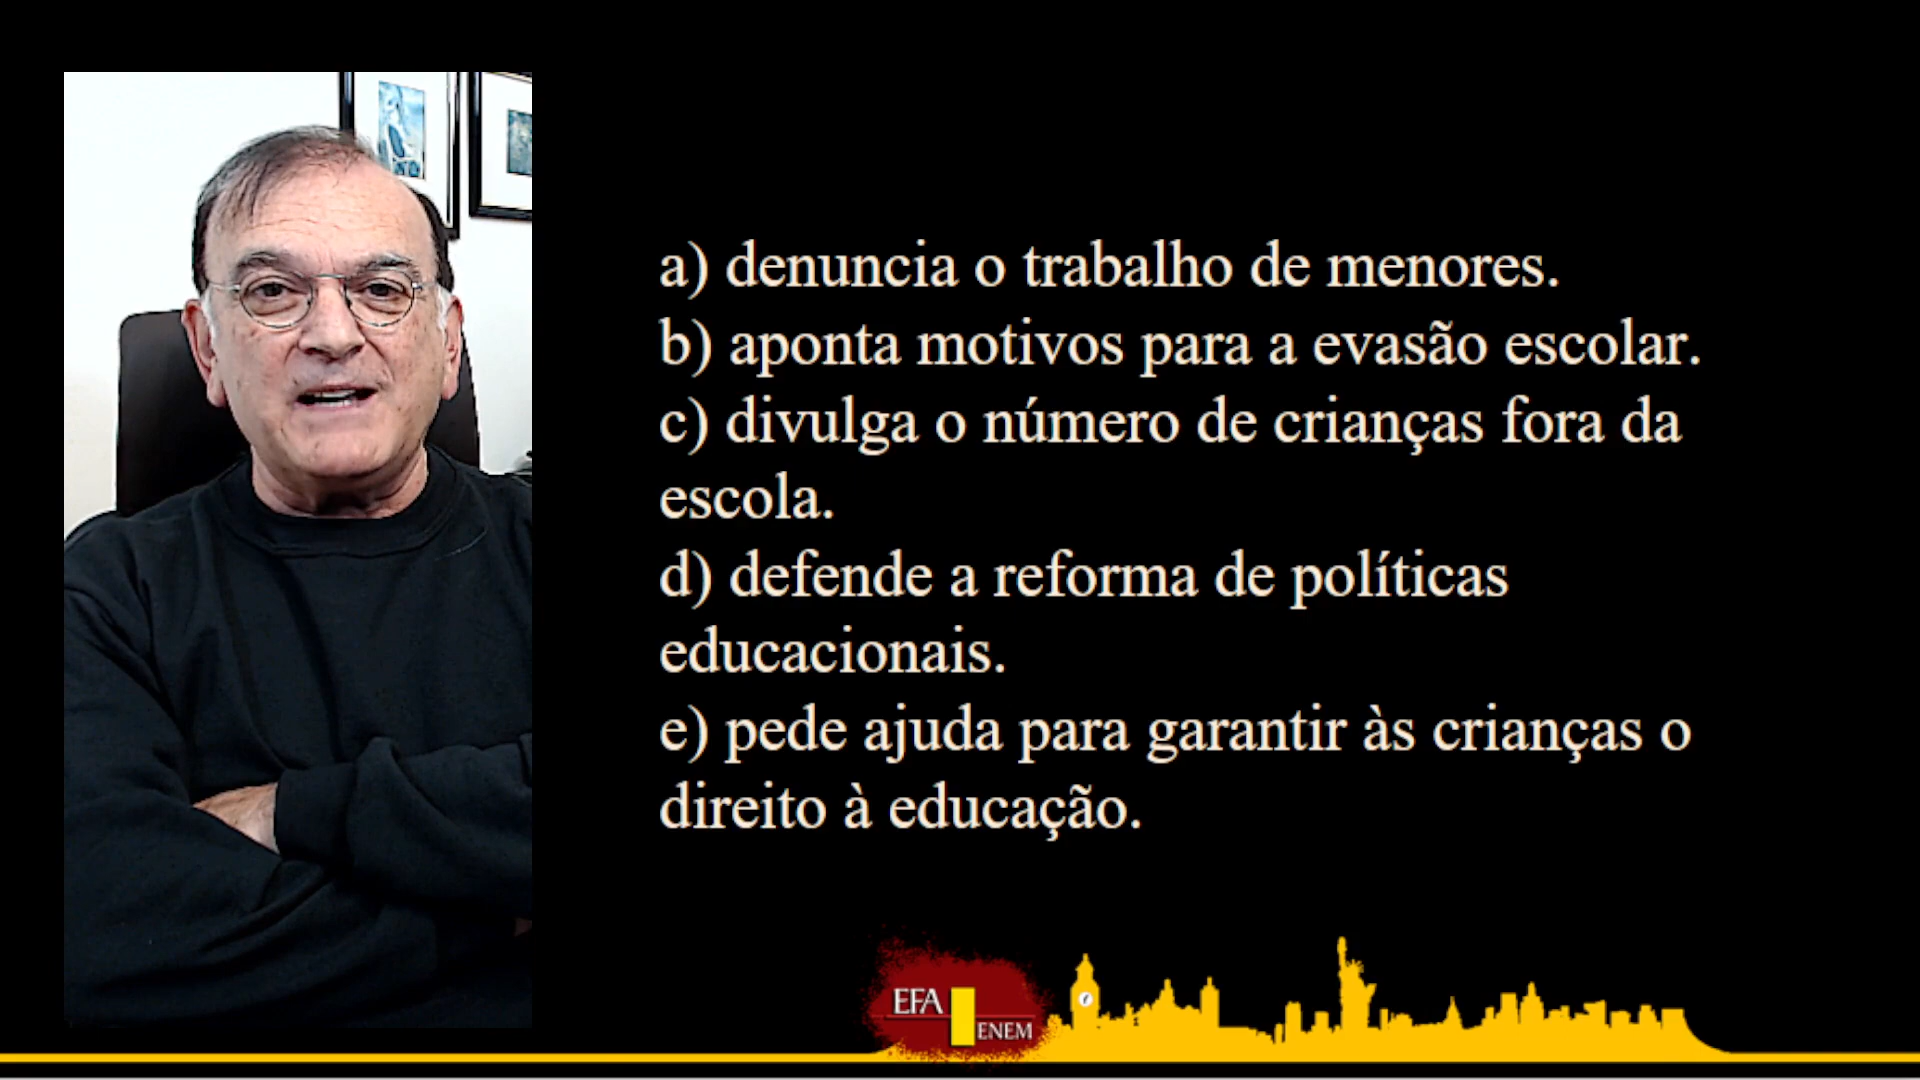 a) denuncia o trabalho de menores.
b) aponta motivos para a evasão escolar.
c) divulga o número de crianças fora da
escola.
d) defende a reforma de políticas
educacionais.
e) pede ajuda para garantir às crianças o
direito à educação.
EFA
ENEM